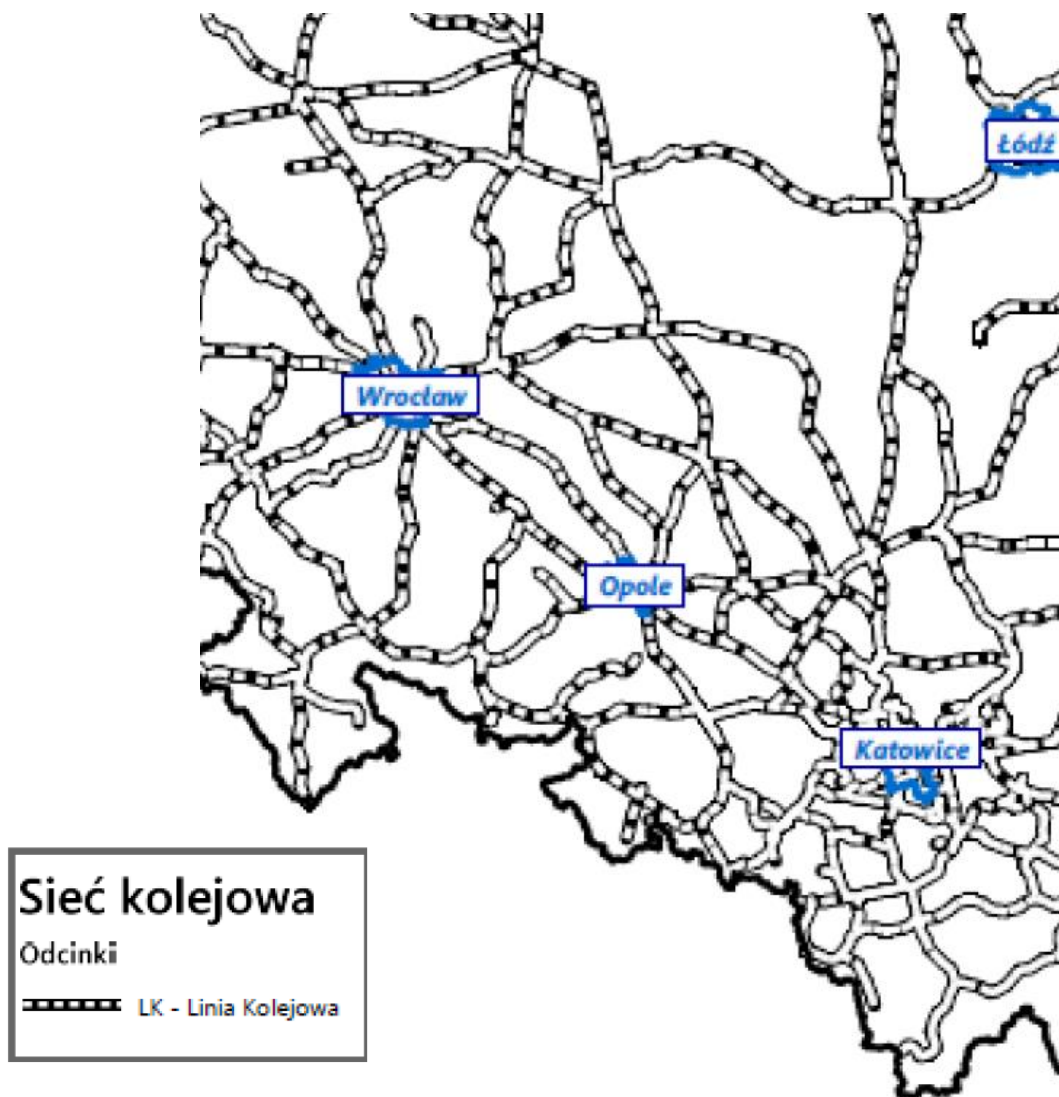 Łódź
Wrocław
Opole
Katowice
Sieć kolejowa
Odcinki
LK - Linia Kolejowa